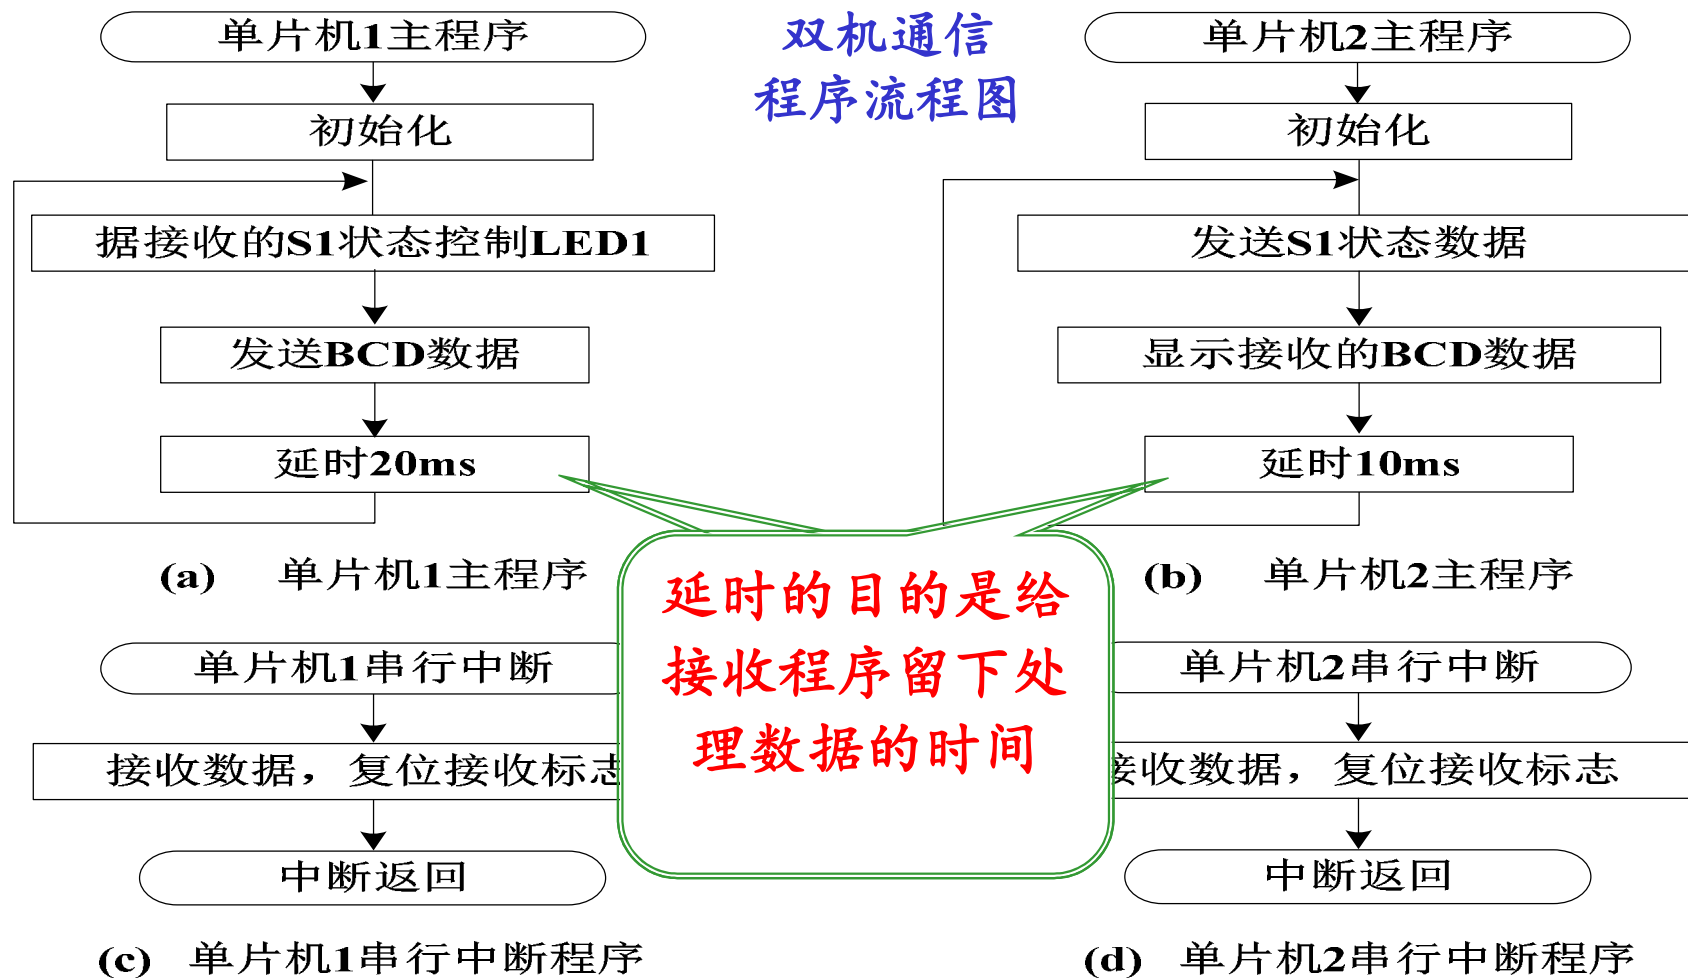 单片机1主程序
初始化
据接收的S1状态控制LED1
发送BCD数据
延时20ms
(a) 单片机1主程序
双机通信
程序流程图
单片机2主程序
初始化
发送S1状态数据
显示接收的BCD数据
延时10ms
(b) 单片机2主程序
延时的目的是给
接收程序留下处
理数据的时间
单片机1串行中断
接收数据，复位接收标志
中断返回
(c) 单片机1串行中断程序
单片机2串行中断
接收数据，复位接收标志
中断返回
(d) 单片机2串行中断程序